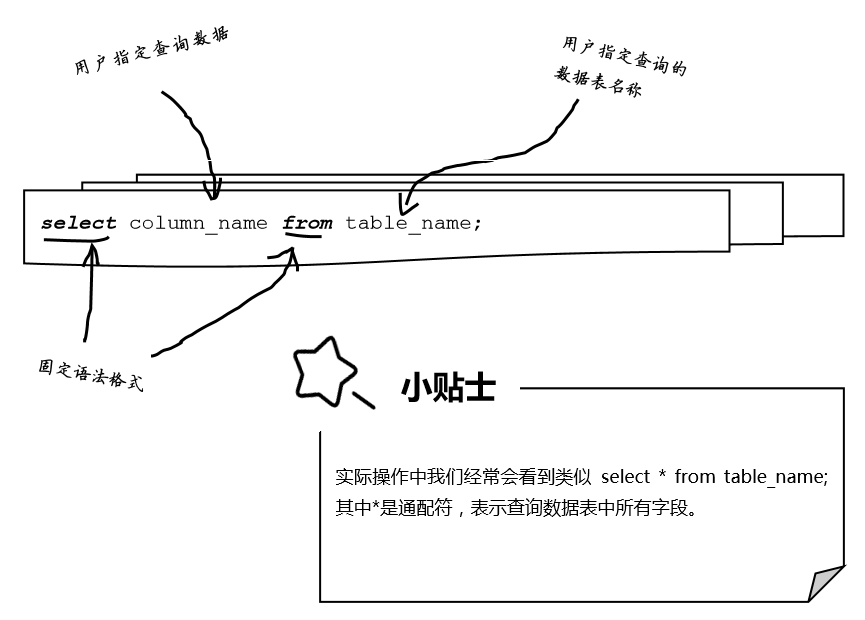 用户指定查询数据
用户指定查询的
数据表名称
select column_name from table_name;
固定语法格式
小贴士
实际操作中我们经常会看到类似 select * from table_name;
其中*是通配符，表示查询数据表中所有字段。